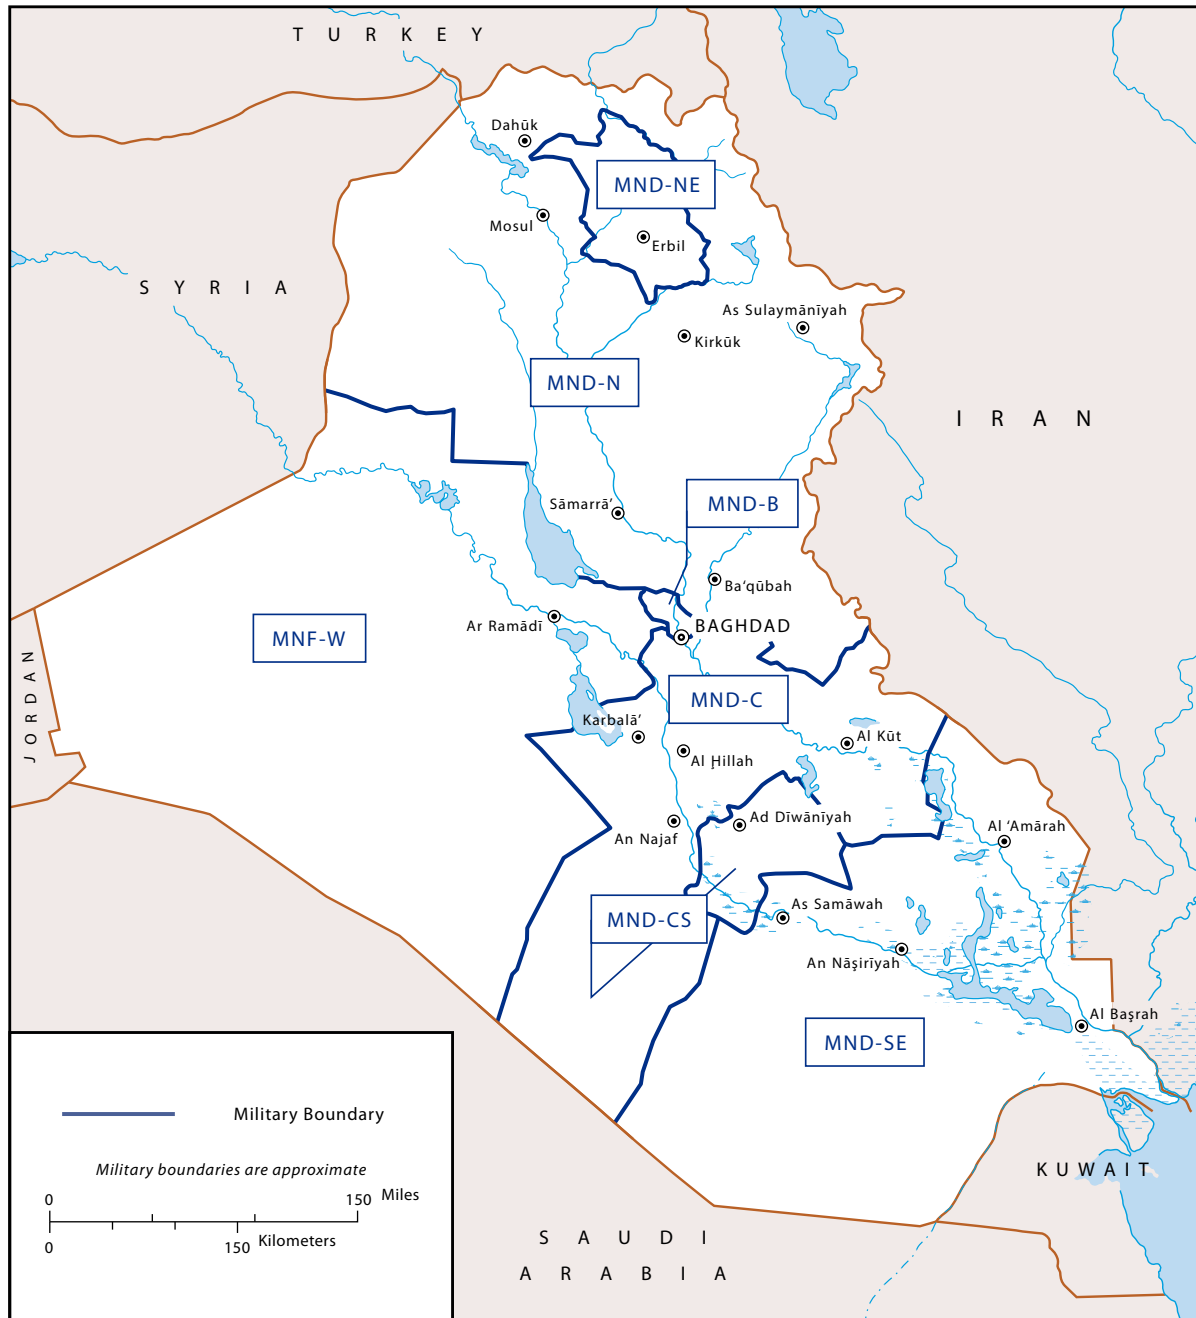 TURKEY
Dahūk
MND-NE
Mosul
Erbil
SYRIA
As Sulaymānīyah
Kirkūk
MND-N
IRAN
Sāmarrā’
MND-B
Ba‘qūbah
Ar Ramādī
BAGHDAD
MNF-W
JORDAN
MND-C
Karbalā’
Al Kūt
Al Ḩillah
An Najaf
Ad Dīwānīyah
Al ‘Amārah
MND-CS
As Samāwah
An Nāşirīyah
Al Başrah
MND-SE
Military Boundary
Military boundaries are approximate
0 150 Miles
0 150 Kilometers
KUWAIT
SAUDI
ARABIA